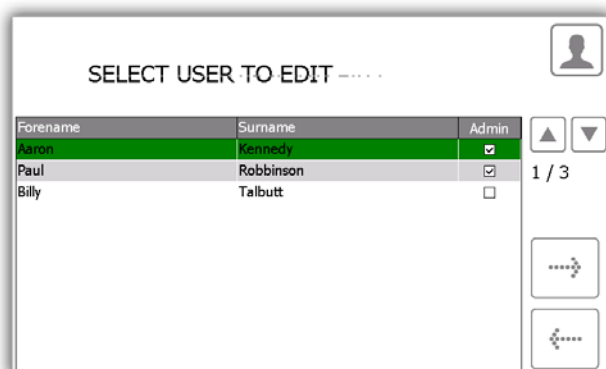 SELECT USER TO EDIT
Forename Surname Admin
Aaron Kennedy
Paul Robbinson
1 / 3
Billy Talbutt